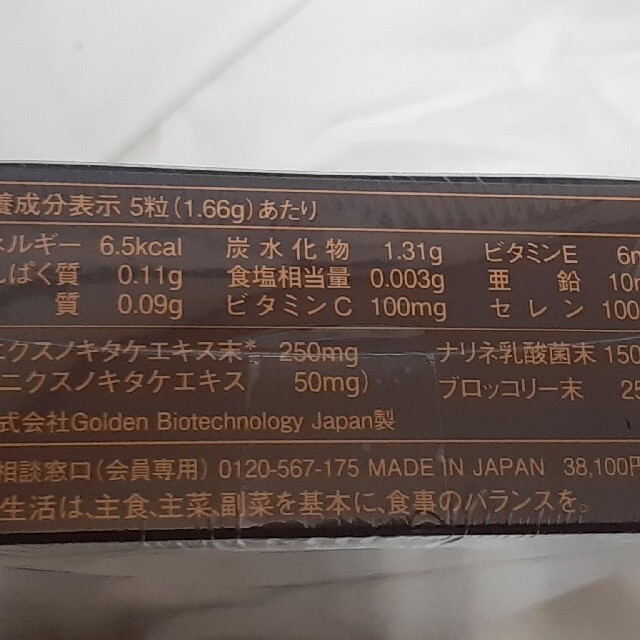 養成分表示 5粒(1.66g)あたり
ネルギー 6.5kcal 炭水化物 1.31g ビタミンE 6m
んぱく質 0.11g 食塩相当量 0.003g 亜鉛 10m
質 0.09g ビタミンC 100mg セレン 100
ニクスノキタケエキス末* 250mg ナリネ乳酸菌末 150
ニクスノキタケエキス 50mg) ブロッコリー末 25
式会社Golden Biotechnology Japan製
相談窓口(会員専用) 0120-567-175 MADE IN JAPAN 38,100円
生活は、主食、主菜、副菜を基本に、食事のバランスを。